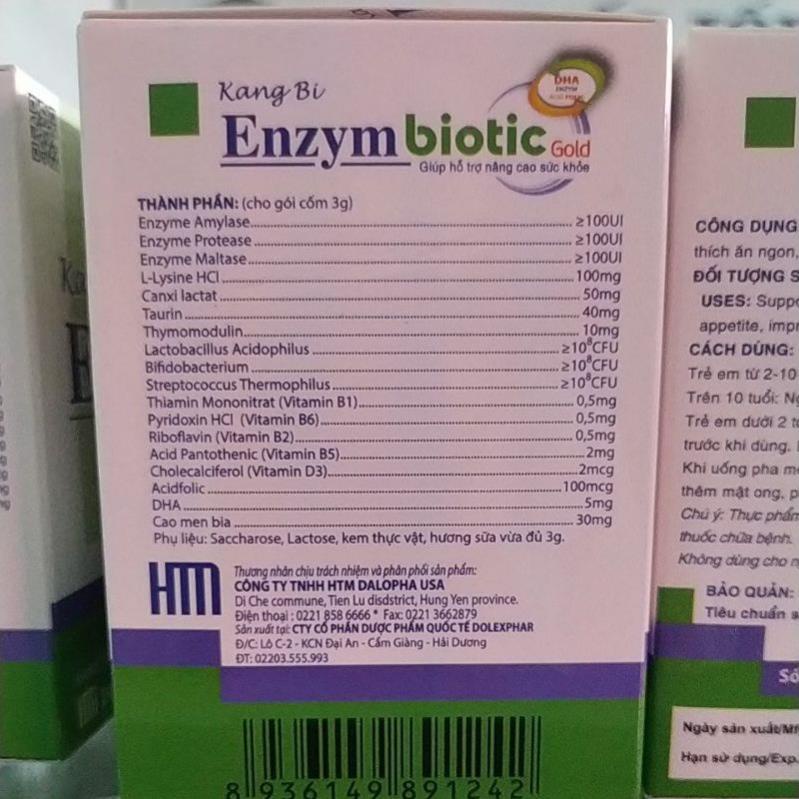 Kang Bi
Enzymbiotic Gold
Giúp hỗ trợ nâng cao sức khỏe
DHA
ENZYM
THÀNH PHẦN: (cho gói cốm 3g)
Enzyme Amylase ≥100UI
Enzyme Protease ≥100UI
Enzyme Maltase ≥100UI
L-Lysine HCl 100mg
Canxi lactat 50mg
Taurin 40mg
Thymomodulin 10mg
Lactobacillus Acidophilus ≥10⁸CFU
Bifidobacterium ≥10⁸CFU
Streptococcus Thermophilus ≥10⁸CFU
Thiamin Mononitrat (Vitamin B1) 0,5mg
Pyridoxin HCl (Vitamin B6) 0,5mg
Riboflavin (Vitamin B2) 0,5mg
Acid Pantothenic (Vitamin B5) 2mg
Cholecalciferol (Vitamin D3) 2mcg
Acidfolic 100mcg
DHA 5mg
Cao men bia 30mg
Phụ liệu: Saccharose, Lactose, kem thực vật, hương sữa vừa đủ 3g.
HTM
Thương nhân chịu trách nhiệm và phân phối sản phẩm:
CÔNG TY TNHH HTM DALOPHA USA
Di Che commune, Tien Lu disdstrict, Hung Yen province.
Điện thoại : 0221 858 6666 * Fax: 0221 3662879
Sản xuất tại: CTY CỔ PHẦN DƯỢC PHẨM QUỐC TẾ DOLEXPHAR
Đ/C: Lô C-2 - KCN Đại An - Cẩm Giàng - Hải Dương
ĐT: 02203.555.993
8 936149 891242
CÔNG DỤNG
thích ăn ngon,
ĐỐI TƯỢNG S
USES: Suppo
appetite, impr
CÁCH DÙNG:
Trẻ em từ 2-10
Trên 10 tuổi:
Trẻ em dưới 2
trước khi dùng.
Khi uống pha
thêm mật ong,
Chú ý: Thực phẩm
thuốc chữa bệnh.
Không dùng cho
BẢO QUẢN:
Tiêu chuẩn
Ngày sản xuất/
Hạn sử dụng/Exp.